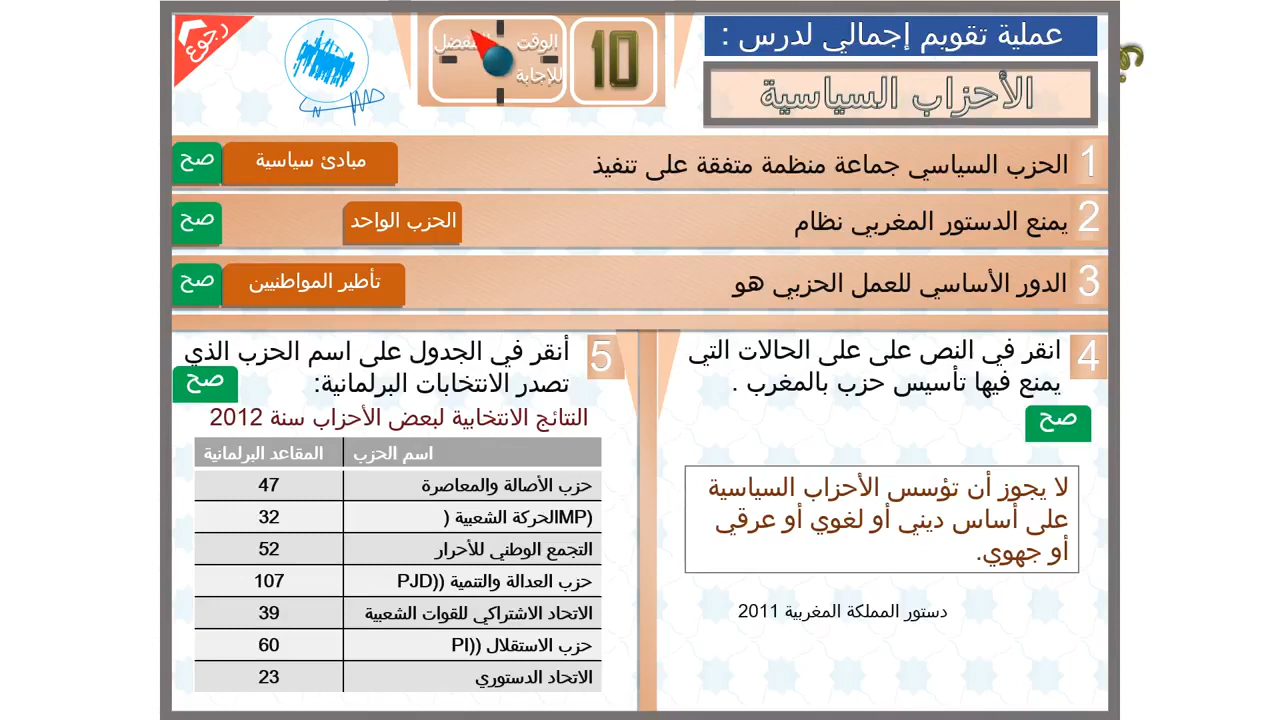 عملية تقويم إجمالي لدرس :
الأحزاب السياسية
10
الوقت
للإجابة
رجوع
1 الحزب السياسي جماعة منظمة متفقة على تنفيذ مبادئ سياسية صح
2 يمنع الدستور المغربي نظام الحزب الواحد صح
3 الدور الأساسي للعمل الحزبي هو تأطير المواطنيين صح
4 انقر في النص على على الحالات التي
يمنع فيها تأسيس حزب بالمغرب .
صح
لا يجوز أن تؤسس الأحزاب السياسية
على أساس ديني أو لغوي أو عرقي
أو جهوي.
دستور المملكة المغربية 2011
5 أنقر في الجدول على اسم الحزب الذي
تصدر الانتخابات البرلمانية:
صح
النتائج الانتخابية لبعض الأحزاب سنة 2012
اسم الحزب المقاعد البرلمانية
حزب الأصالة والمعاصرة 47
(MPالحركة الشعبية ( 32
التجمع الوطني للأحرار 52
حزب العدالة والتنمية ((PJD 107
الاتحاد الاشتراكي للقوات الشعبية 39
حزب الاستقلال ((PI 60
الاتحاد الدستوري 23